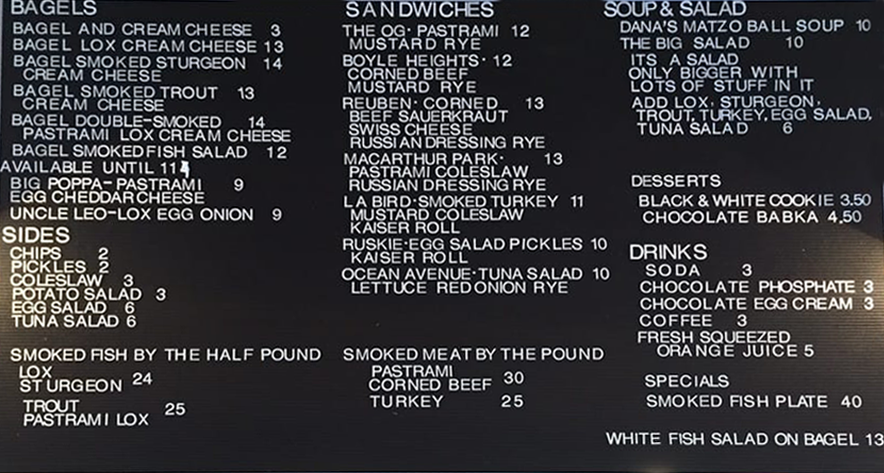 BAGELS
BAGEL AND CREAM CHEESE 3
BAGEL LOX CREAM CHEESE 13
BAGEL SMOKED STURGEON 14
CREAM CHEESE
BAGEL SMOKED TROUT 13
CREAM CHEESE
BAGEL DOUBLE-SMOKED 14
PASTRAMI LOX CREAM CHEESE
BAGEL SMOKED FISH SALAD 12
AVAILABLE UNTIL 11
BIG POPPA-PASTRAMI 9
EGG CHEDDAR CHEESE
UNCLE LEO-LOX EGG ONION 9
SIDES
CHIPS 2
PICKLES 2
COLESLAW 3
POTATO SALAD 3
EGG SALAD 6
TUNA SALAD 6
SMOKED FISH BY THE HALF POUND
LOX
STURGEON 24
TROUT
PASTRAMI LOX 25
SANDWICHES
THE OG· PASTRAMI 12
MUSTARD RYE
BOYLE HEIGHTS· 12
CORNED BEEF
MUSTARD RYE
REUBEN· CORNED 13
BEEF SAUERKRAUT
SWISS CHEESE
RUSSIAN DRESSING RYE
MACARTHUR PARK· 13
PASTRAMI COLESLAW
RUSSIAN DRESSING RYE
LA BIRD·SMOKED TURKEY 11
MUSTARD COLESLAW
KAISER ROLL
RUSKIE·EGG SALAD PICKLES 10
KAISER ROLL
OCEAN AVENUE·TUNA SALAD 10
LETTUCE RED ONION RYE
SMOKED MEAT BY THE POUND
PASTRAMI
CORNED BEEF 30
TURKEY 25
SOUP & SALAD
DANA'S MATZO BALL SOUP 10
THE BIG SALAD 10
ITS A SALAD
ONLY BIGGER WITH
LOTS OF STUFF IN IT
ADD LOX, STURGEON,
TROUT, TURKEY, EGG SALAD,
TUNA SALAD 6
DESSERTS
BLACK & WHITE COOKIE 3.50
CHOCOLATE BABKA 4.50
DRINKS
SODA 3
CHOCOLATE PHOSPHATE 3
CHOCOLATE EGG CREAM 3
COFFEE 3
FRESH SQUEEZED
ORANGE JUICE 5
SPECIALS
SMOKED FISH PLATE 40
WHITE FISH SALAD ON BAGEL 13